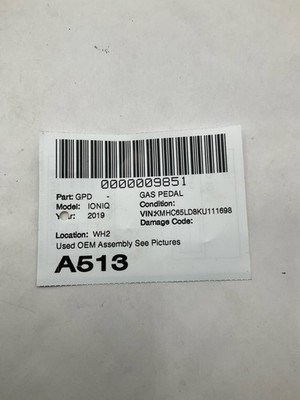 0000009851
Part: GPD - GAS PEDAL
Model: IONIQ Condition:
Year: 2019 VIN:KMHC65LD8KU111698
Damage Code:
Location: WH2
Used OEM Assembly See Pictures
A513